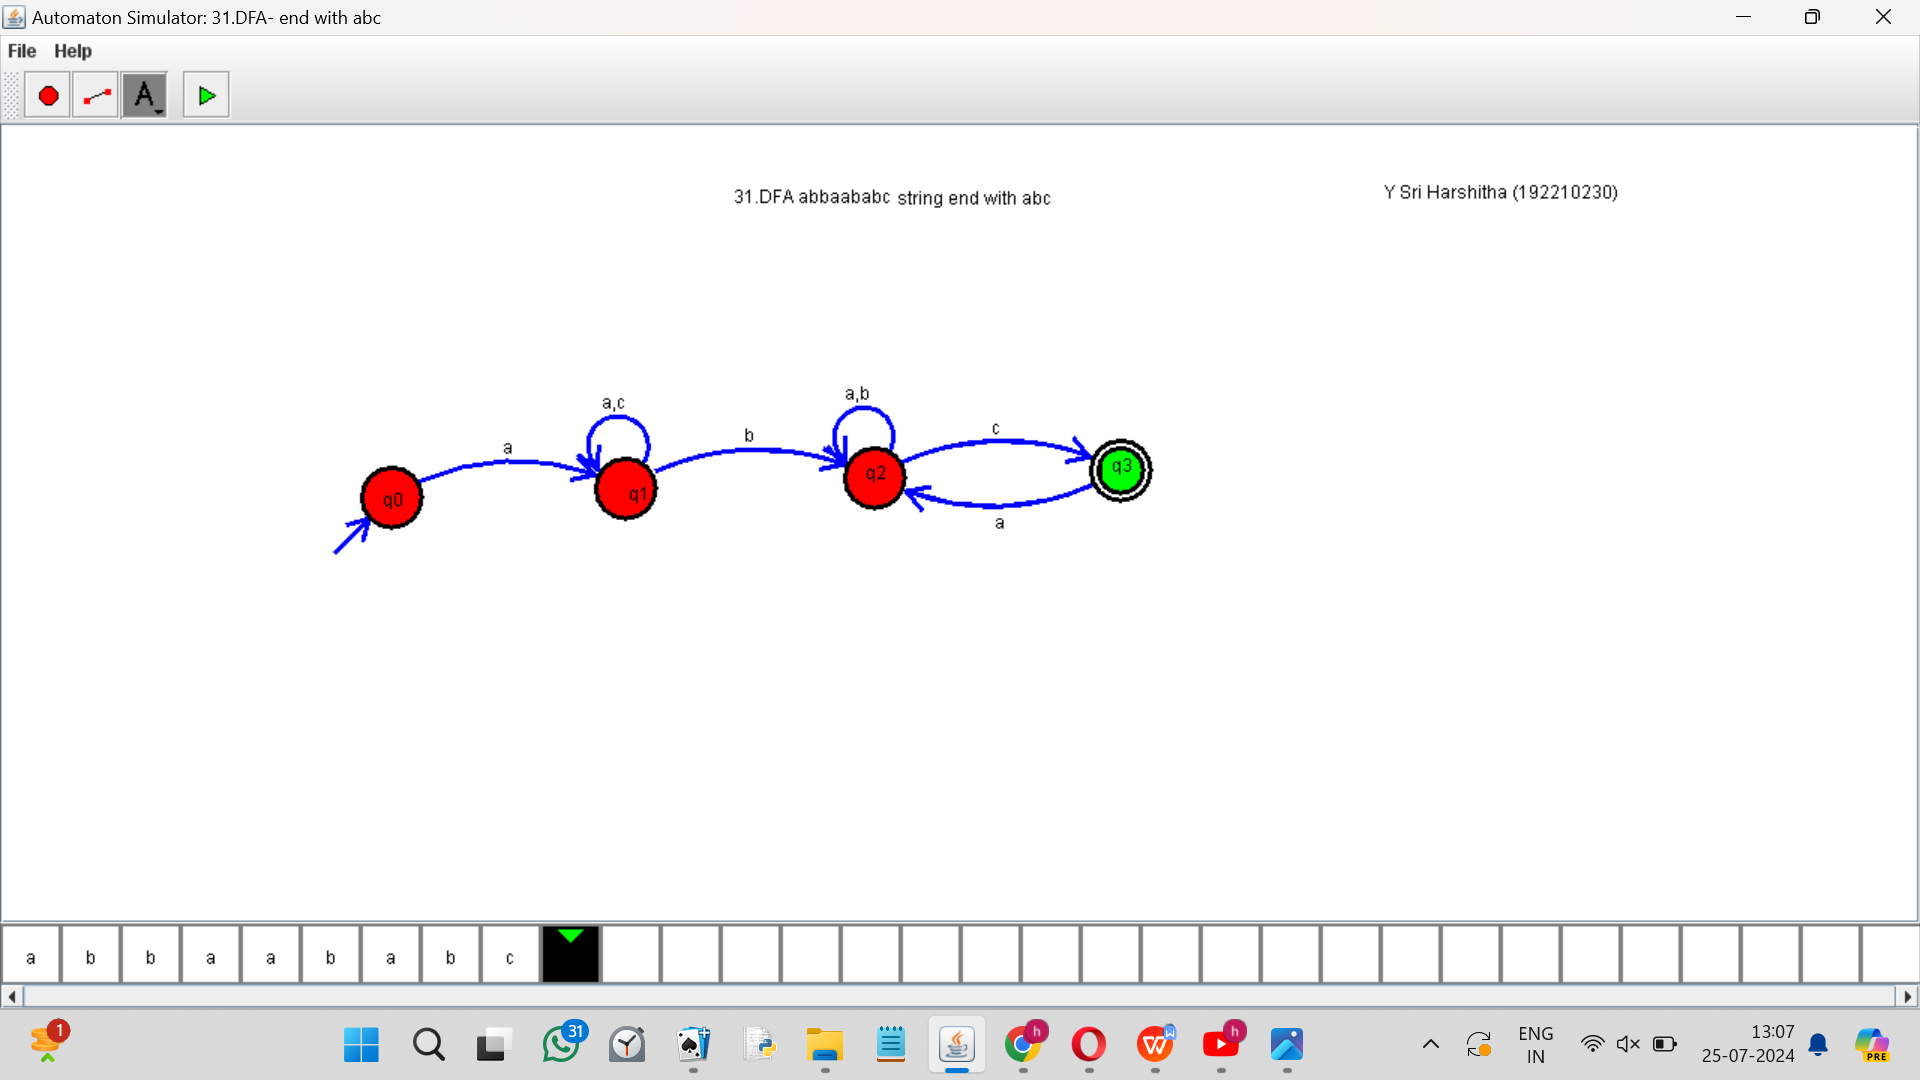 Automaton Simulator: 31.DFA- end with abc
File Help
A
31.DFA abbaababc string end with abc
Y Sri Harshitha (192210230)
a,c
a,b
a
b
c
q0
q1
q2
q3
a
a b b a a b a b c
1
31
h
W
h
ENG
IN
13:07
25-07-2024
PRE